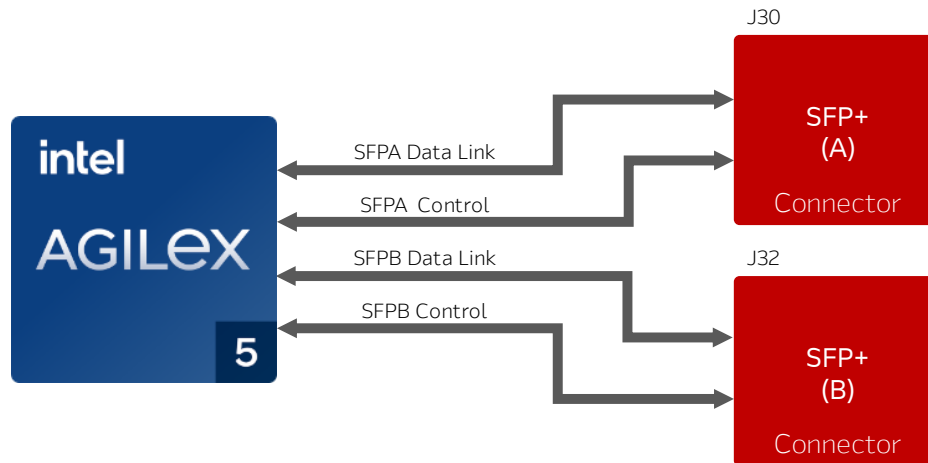 J30
intel
AGILEX
5
SFPA Data Link
SFPA Control
SFPB Data Link
SFPB Control
SFP+
(A)
Connector
J32
SFP+
(B)
Connector